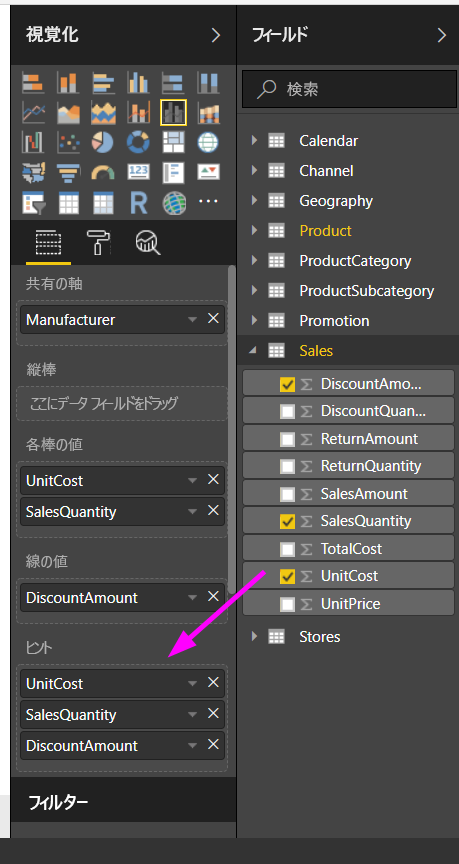 視覚化
フィールド
検索
Calendar
Channel
Geography
Product
ProductCategory
ProductSubcategory
Promotion
Sales
DiscountAmo...
DiscountQuan...
ReturnAmount
ReturnQuantity
SalesAmount
SalesQuantity
TotalCost
UnitCost
UnitPrice
Stores
123
R
共有の軸
Manufacturer
縦棒
ここにデータ フィールドをドラッグ
各棒の値
UnitCost
SalesQuantity
線の値
DiscountAmount
ヒント
UnitCost
SalesQuantity
DiscountAmount
フィルター